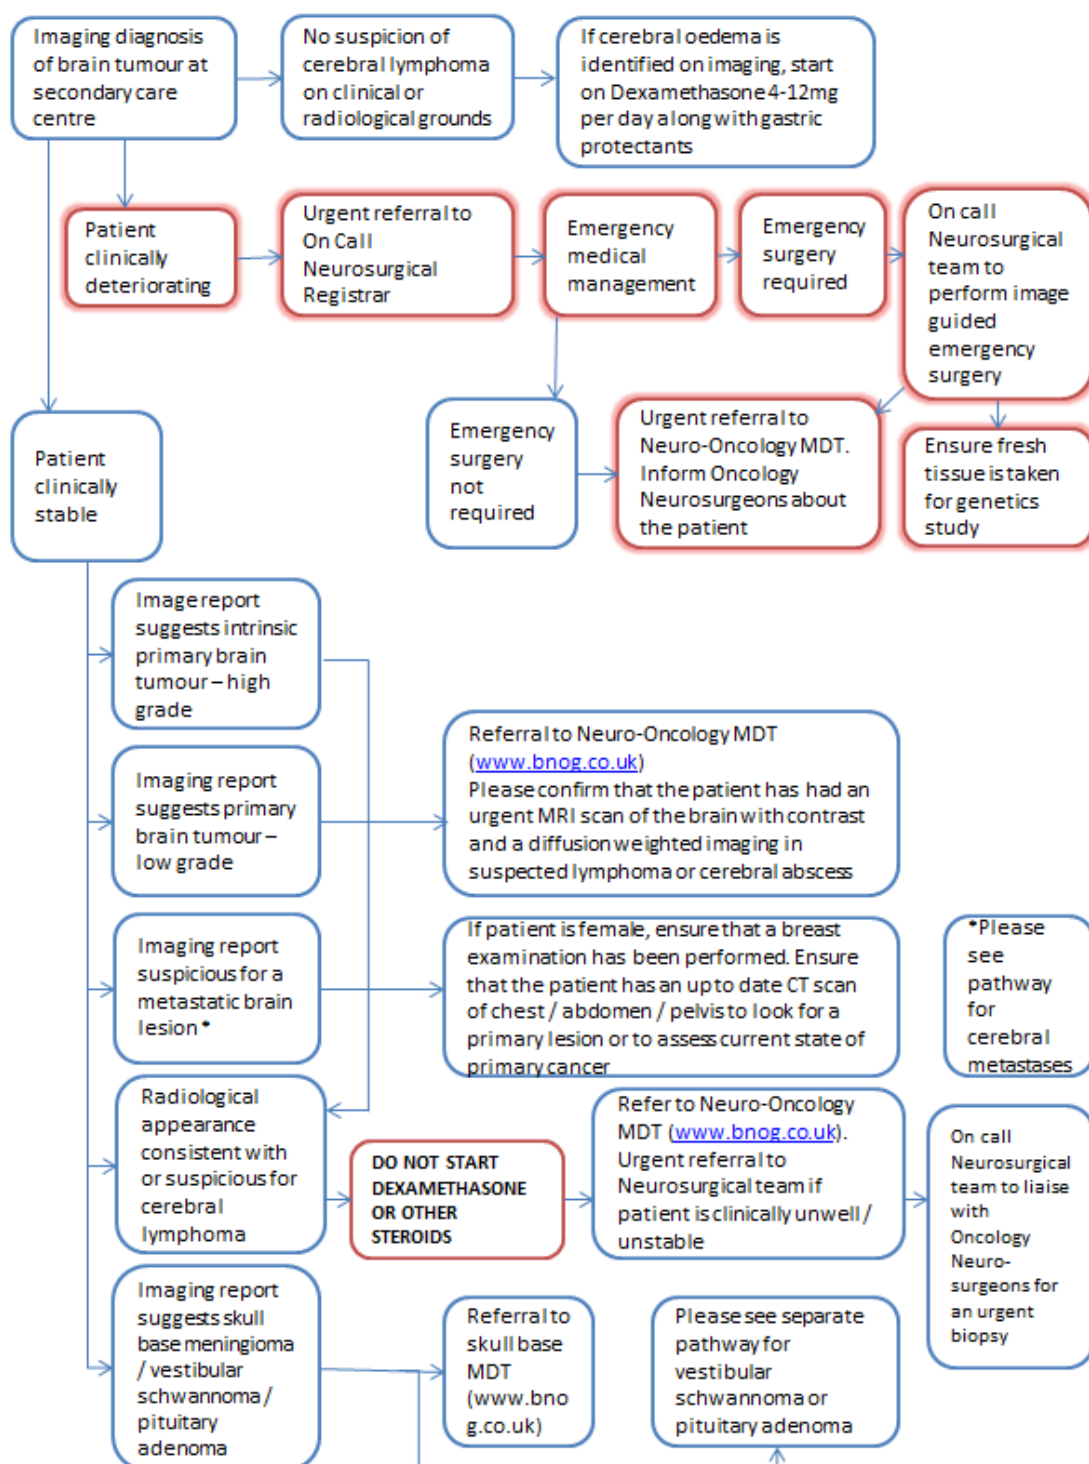 Imaging diagnosis
of brain tumour at
secondary care
centre
No suspicion of
cerebral lymphoma
on clinical or
radiological grounds
If cerebral oedema is
identified on imaging, start
on Dexamethasone 4-12mg
per day along with gastric
protectants
Patient
clinically
deteriorating
Urgent referral to
On Call
Neurosurgical
Registrar
Emergency
medical
management
Emergency
surgery
required
On call
Neurosurgical
team to
perform image
guided
emergency
surgery
Patient
clinically
stable
Emergency
surgery
not
required
Urgent referral to
Neuro-Oncology MDT.
Inform Oncology
Neurosurgeons about
the patient
Ensure fresh
tissue is taken
for genetics
study
Image report
suggests intrinsic
primary brain
tumour – high
grade
Imaging report
suggests primary
brain tumour –
low grade
Referral to Neuro-Oncology MDT
(www.bnog.co.uk)
Please confirm that the patient has had an
urgent MRI scan of the brain with contrast
and a diffusion weighted imaging in
suspected lymphoma or cerebral abscess
Imaging report
suspicious for a
metastatic brain
lesion *
If patient is female, ensure that a breast
examination has been performed. Ensure
that the patient has an up to date CT scan
of chest / abdomen / pelvis to look for a
primary lesion or to assess current state of
primary cancer
*Please
see
pathway
for
cerebral
metastases
Radiological
appearance
consistent with
or suspicious for
cerebral
lymphoma
DO NOT START
DEXAMETHASONE
OR OTHER
STEROIDS
Refer to Neuro-Oncology
MDT (www.bnog.co.uk).
Urgent referral to
Neurosurgical team if
patient is clinically unwell /
unstable
On call
Neurosurgical
team to liaise
with
Oncology
Neuro-
surgeons for
an urgent
biopsy
Imaging report
suggests skull
base meningioma
/ vestibular
schwannoma /
pituitary
adenoma
Referral to
skull base
MDT
(www.bno
g.co.uk)
Please see separate
pathway for
vestibular
schwannoma or
pituitary adenoma